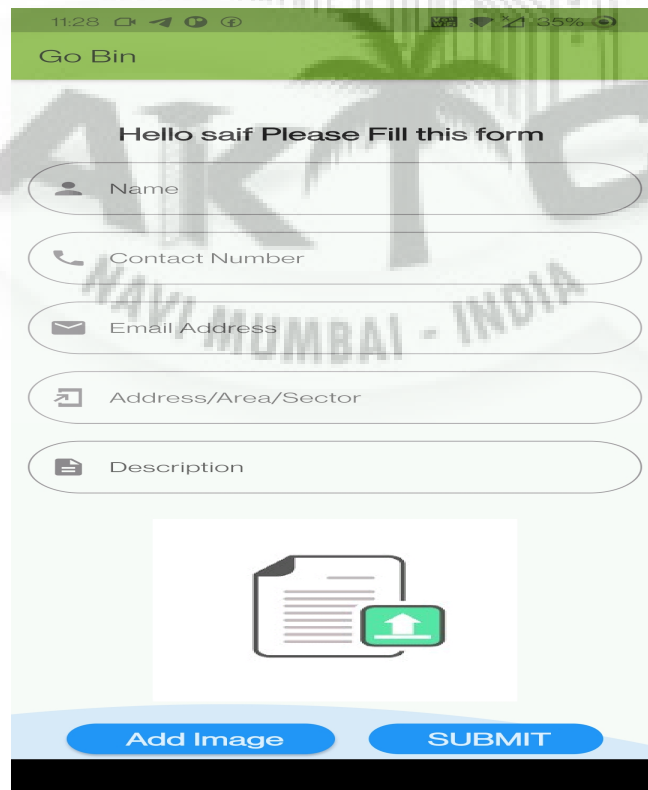 11:28
35%
Go Bin
AKTC
Hello saif Please Fill this form
Name
Contact Number
NAVI MUMBAI - INDIA
Email Address
Address/Area/Sector
Description
Add Image
SUBMIT